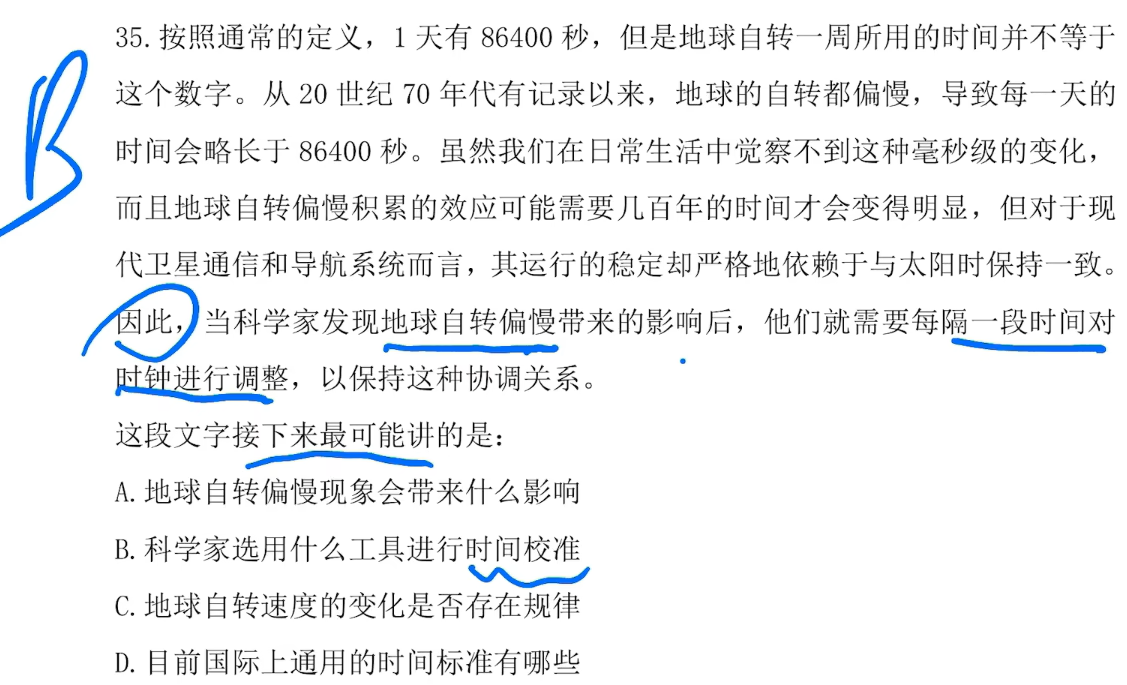 B
35.按照通常的定义，1 天有 86400 秒，但是地球自转一周所用的时间并不等于
这个数字。从 20 世纪 70 年代有记录以来，地球的自转都偏慢，导致每一天的
时间会略长于 86400 秒。虽然我们在日常生活中觉察不到这种毫秒级的变化，
而且地球自转偏慢积累的效应可能需要几百年的时间才会变得明显，但对于现
代卫星通信和导航系统而言，其运行的稳定却严格地依赖于与太阳时保持一致。
因此，当科学家发现地球自转偏慢带来的影响后，他们就需要每隔一段时间对
时钟进行调整，以保持这种协调关系。
这段文字接下来最可能讲的是：
A.地球自转偏慢现象会带来什么影响
B.科学家选用什么工具进行时间校准
C.地球自转速度的变化是否存在规律
D.目前国际上通用的时间标准有哪些